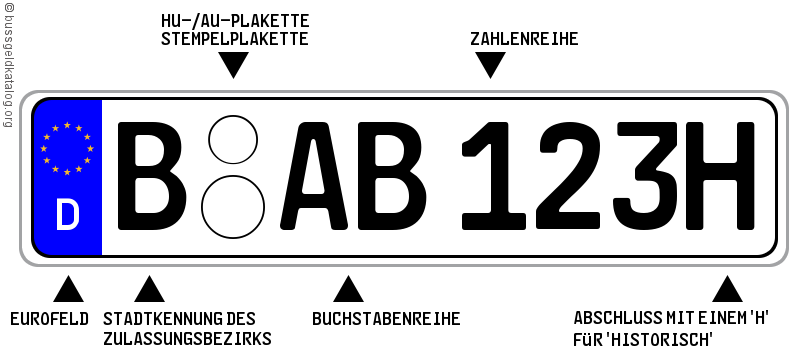 ©bussgeldkatalog.org
HU-/AU-PLAKETTE
STEMPELPLAKETTE
ZAHLENREIHE
D
B AB 123H
EUROFELD
STADTKENNUNG DES
ZULASSUNGSBEZIRKS
BUCHSTABENREIHE
ABSCHLUSS MIT EINEM 'H'
FüR 'HISTORISCH'